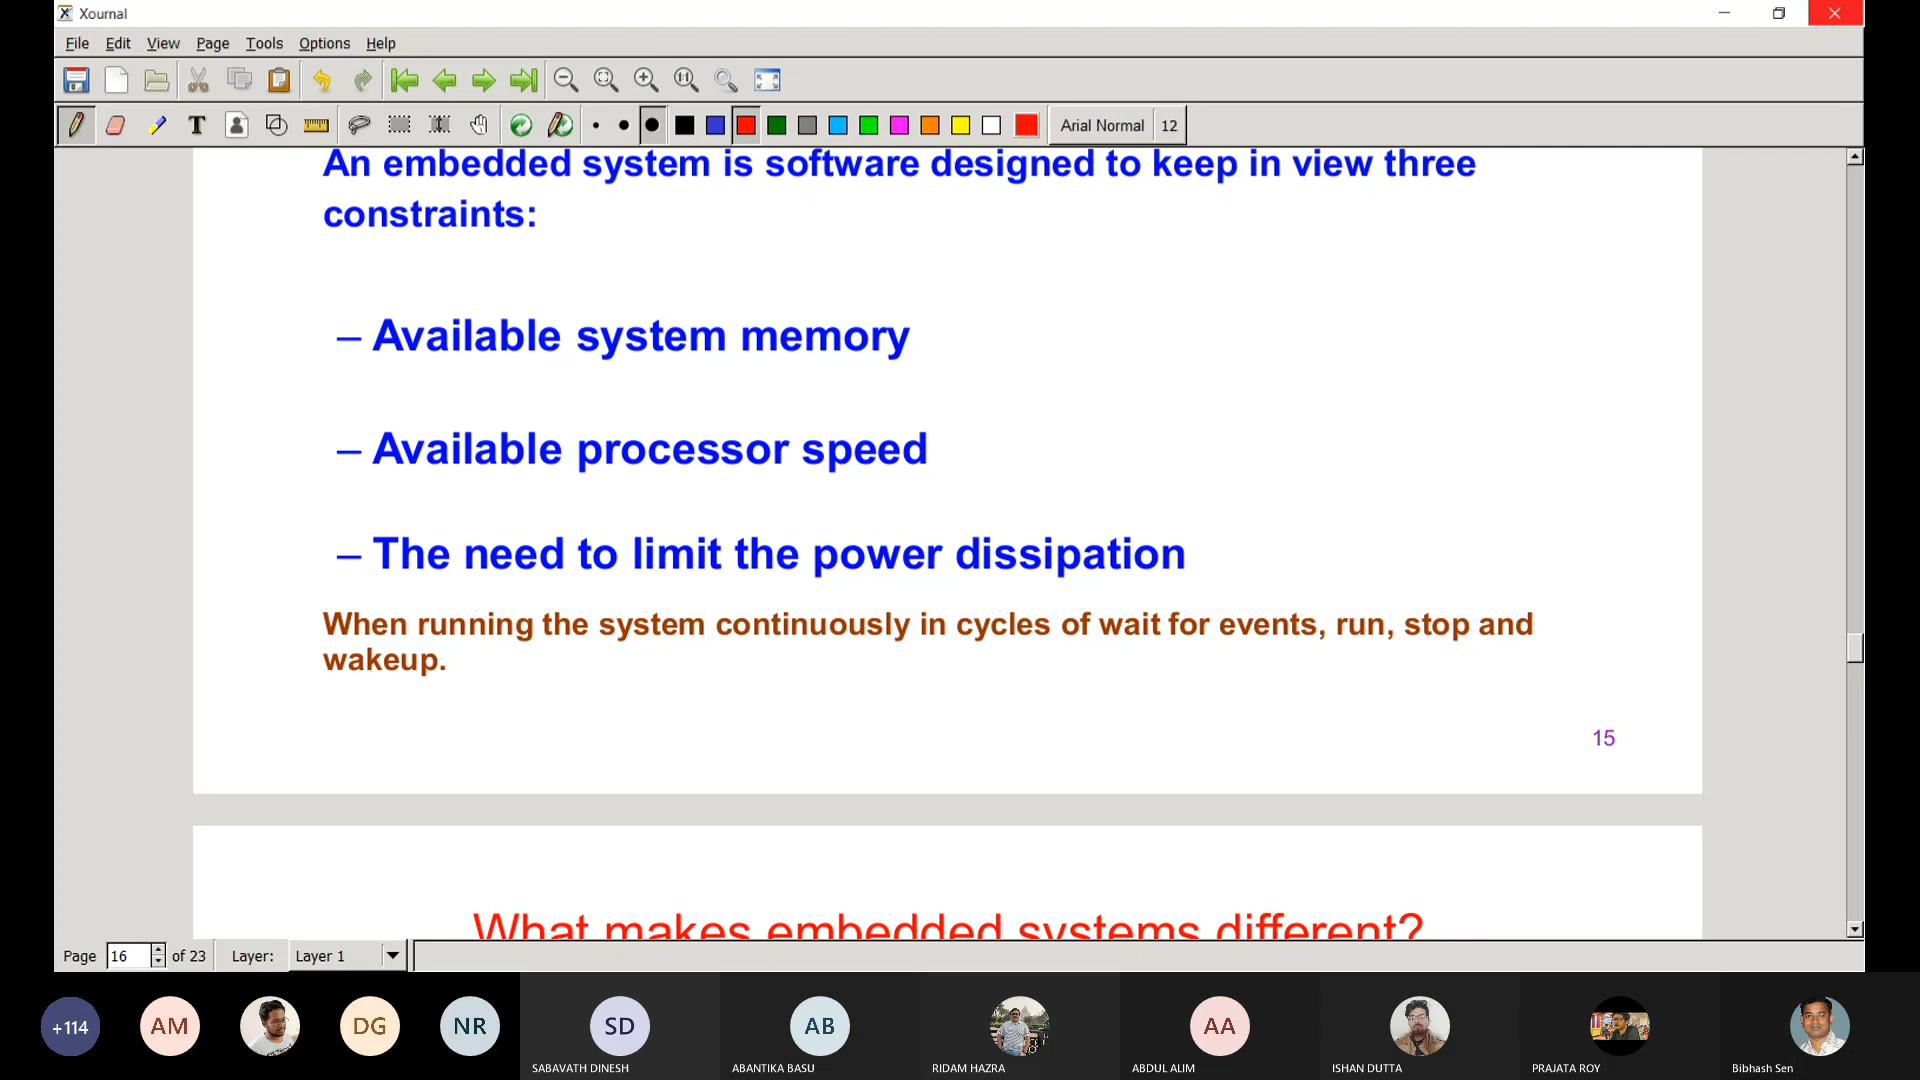 Xournal
File Edit View Page Tools Options Help
T Arial Normal 12
An embedded system is software designed to keep in view three
constraints:
– Available system memory
– Available processor speed
– The need to limit the power dissipation
When running the system continuously in cycles of wait for events, run, stop and
wakeup.
15
What makes embedded systems different?
Page 16 of 23 Layer: Layer 1
+114 AM DG NR SD AB AA
SABAVATH DINESH ABANTIKA BASU RIDAM HAZRA ABDUL ALIM ISHAN DUTTA PRAJATA ROY Bibhash Sen